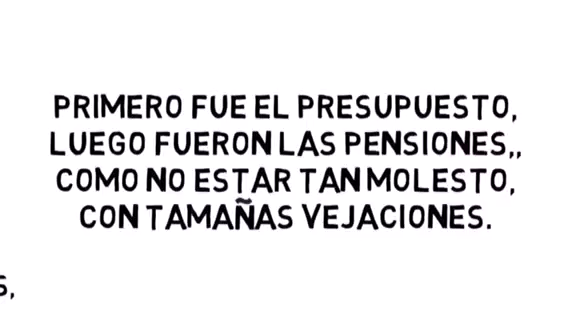 PRIMERO FUE EL PRESUPUESTO,
LUEGO FUERON LAS PENSIONES,,
COMO NO ESTAR TAN MOLESTO,
CON TAMAÑAS VEJACIONES.
S,